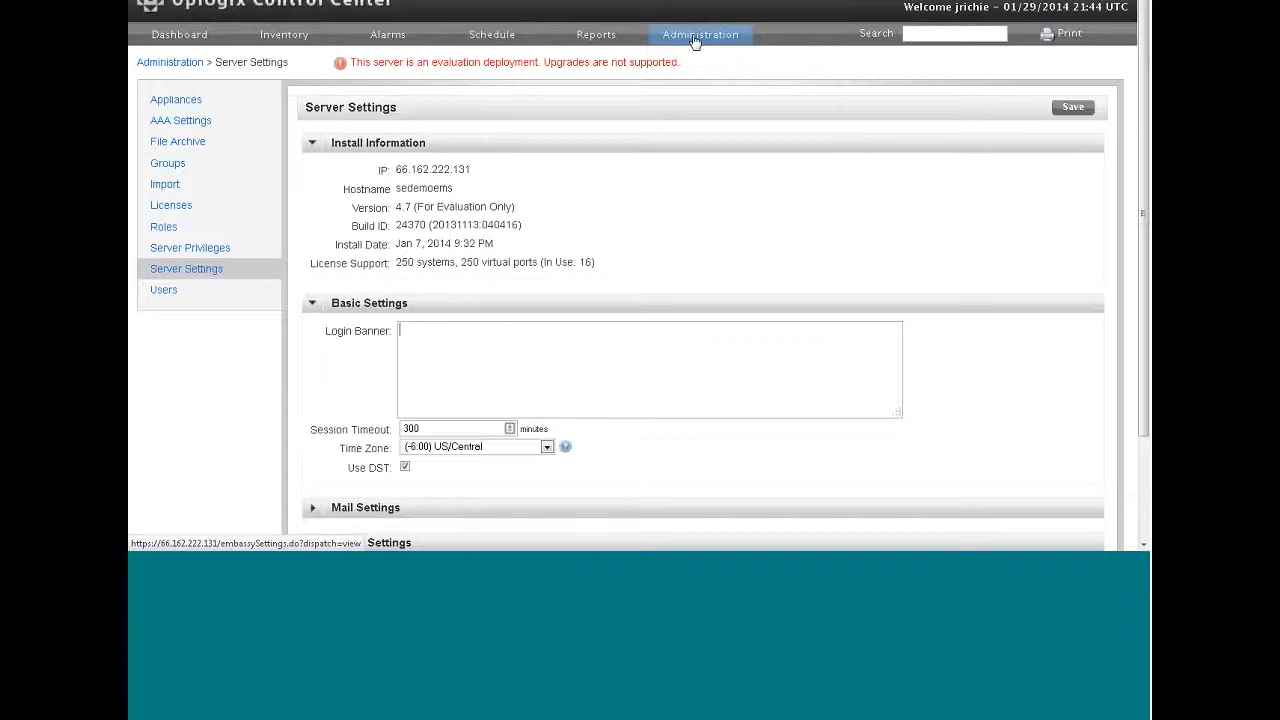 Uplogix Control Center
Welcome jrichie - 01/29/2014 21:44 UTC
Dashboard Inventory Alarms Schedule Reports Administration Search Print
Administration > Server Settings
This server is an evaluation deployment. Upgrades are not supported.
Appliances
AAA Settings
File Archive
Groups
Import
Licenses
Roles
Server Privileges
Server Settings
Users
Server Settings Save
Install Information
IP: 66.162.222.131
Hostname sedemoems
Version: 4.7 (For Evaluation Only)
Build ID: 24370 (20131113:040416)
Install Date: Jan 7, 2014 9:32 PM
License Support: 250 systems, 250 virtual ports (In Use: 16)
Basic Settings
Login Banner:
Session Timeout: 300 minutes
Time Zone: (-6:00) US/Central
Use DST:
Mail Settings
https://66.162.222.131/embassySettings.do?dispatch=view Settings